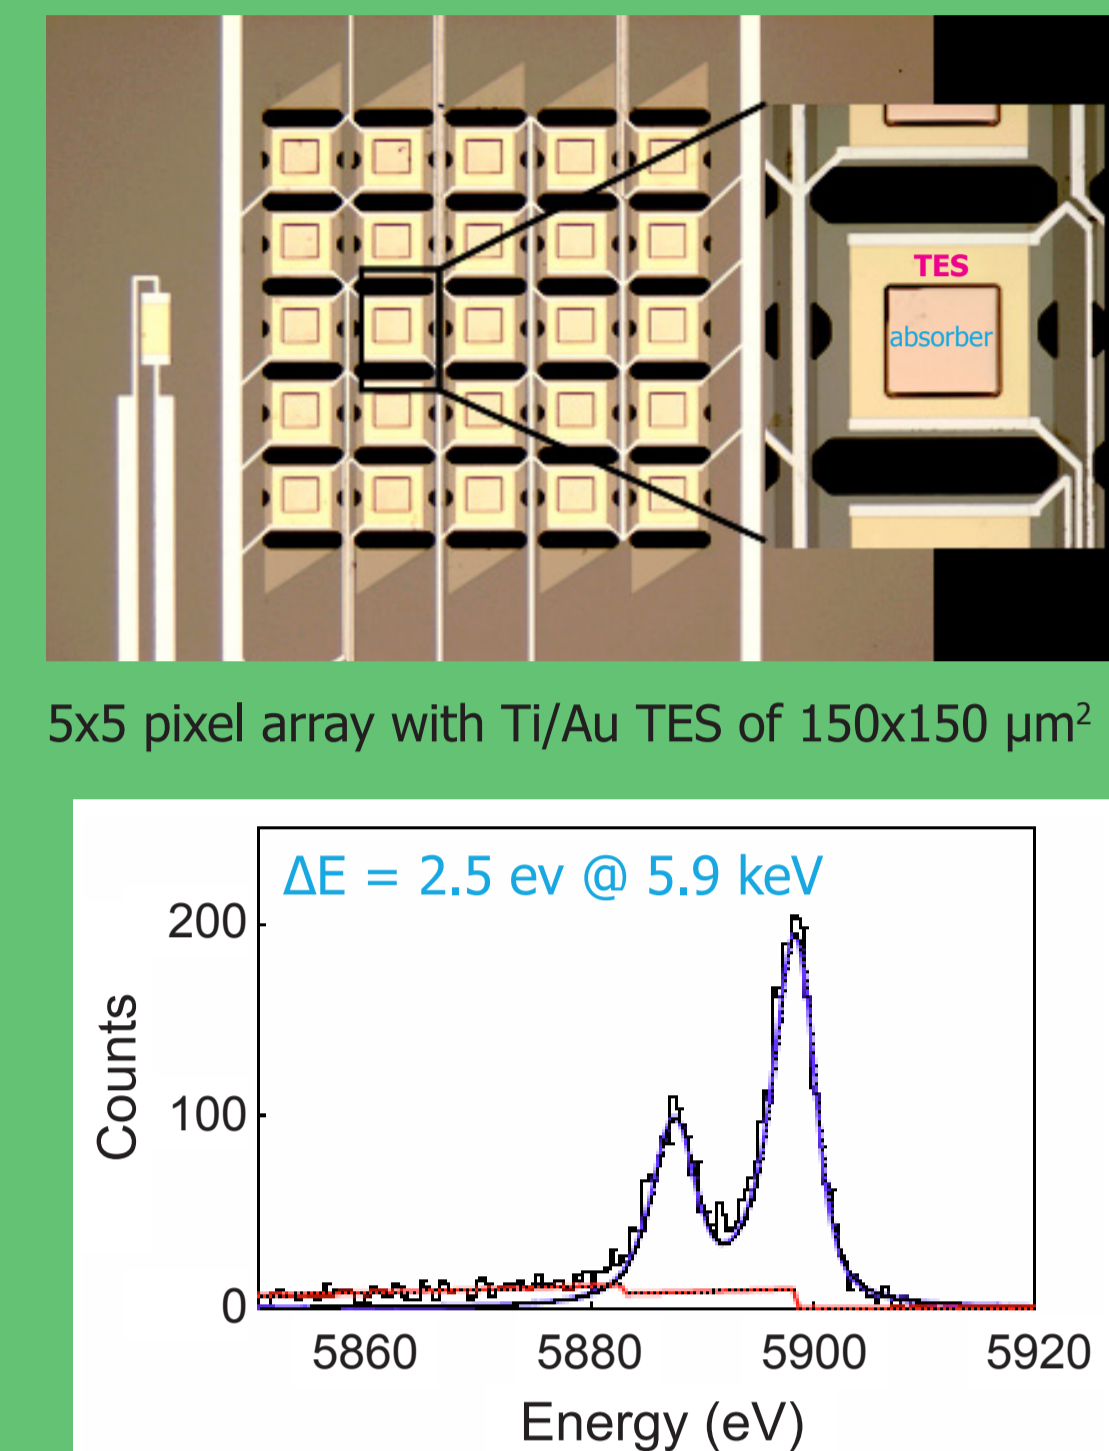 TES
absorber
5x5 pixel array with Ti/Au TES of 150x150 μm²
ΔE = 2.5 ev @ 5.9 keV
200
100
0
Counts
5860 5880 5900 5920
Energy (eV)